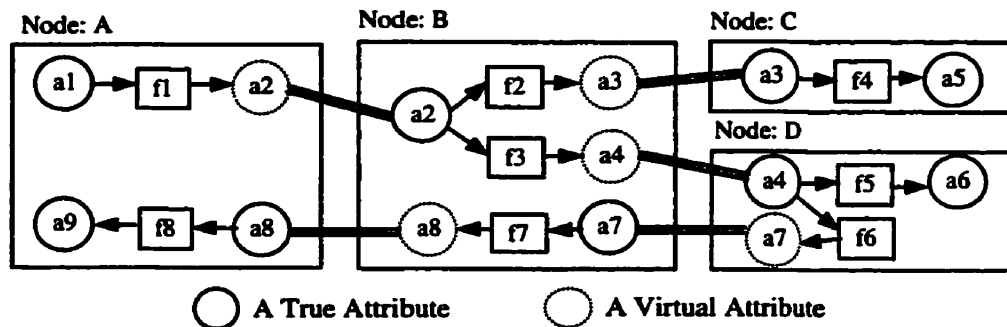 Node: A
Node: B
Node: C
a1 f1 a2
a2
f2 a3
f3 a4
a3 f4 a5
Node: D
a4 f5 a6
f6
a7
a9 f8 a8
a8 f7 a7
A True Attribute
A Virtual Attribute